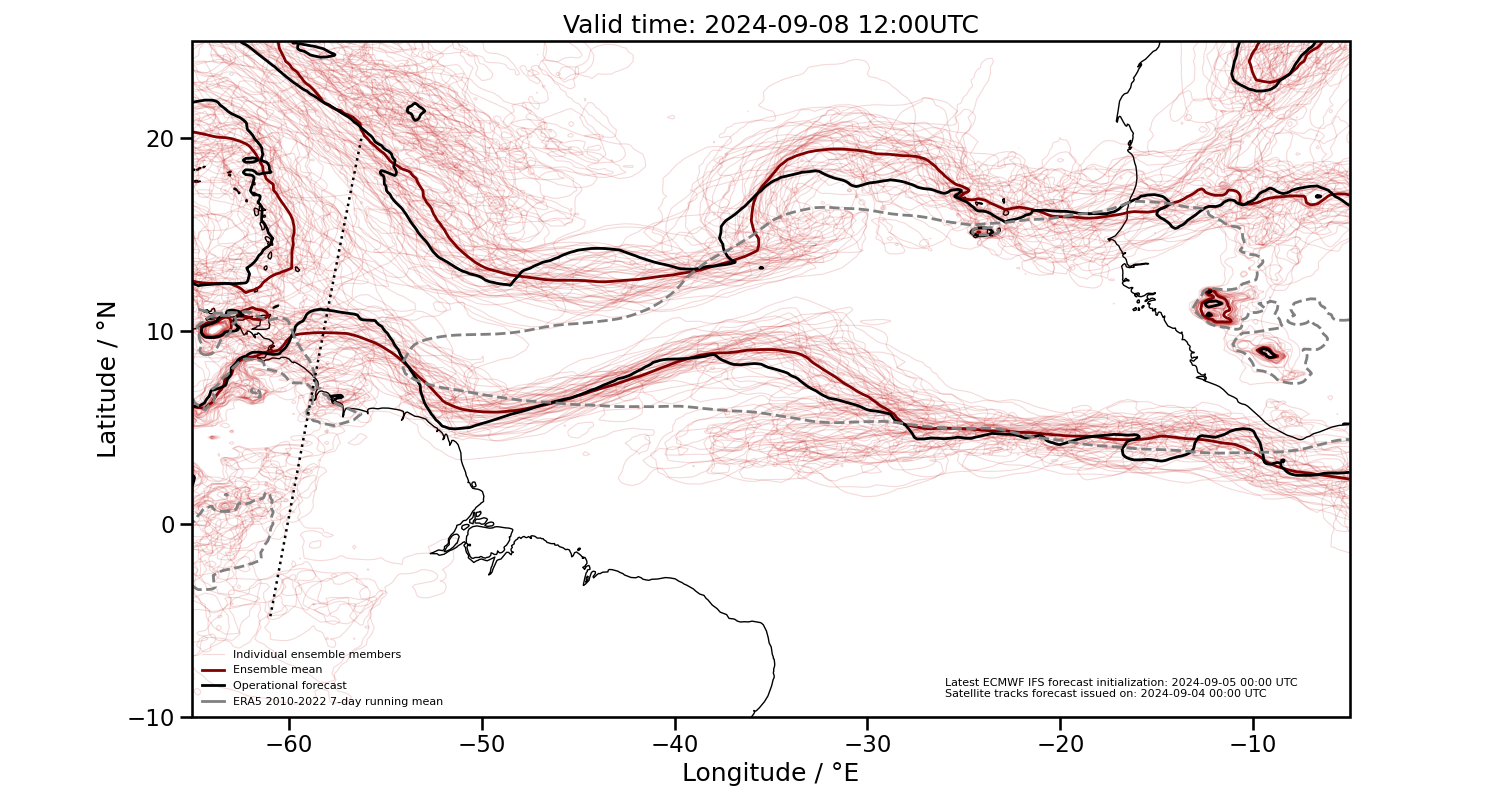 Valid time: 2024-09-08 12:00UTC
20
10
0
−10
Latitude / °N
Individual ensemble members
Ensemble mean
Operational forecast
ERA5 2010-2022 7-day running mean
Latest ECMWF IFS forecast initialization: 2024-09-05 00:00 UTC
Satellite tracks forecast issued on: 2024-09-04 00:00 UTC
−60
−50
−40
−30
−20
−10
Longitude / °E